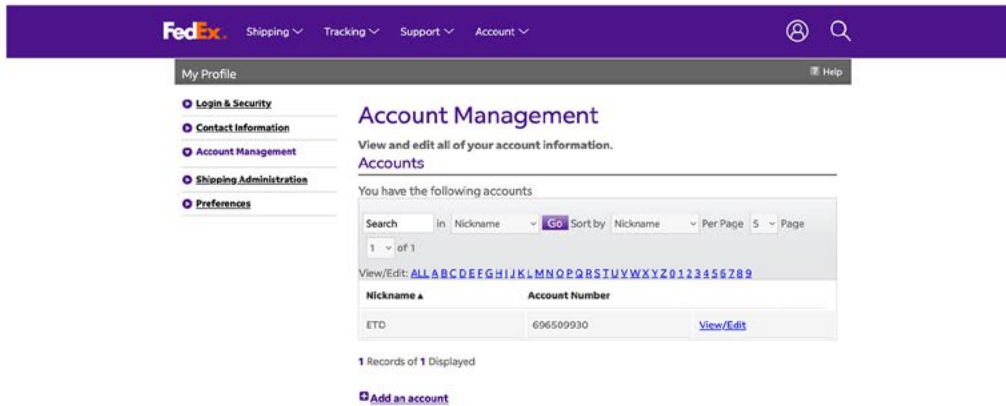 FedEx. Shipping Tracking Support Account
My Profile
Help
Login & Security
Contact Information
Account Management
Shipping Administration
Preferences
Account Management
View and edit all of your account information.
Accounts
You have the following accounts
Search in Nickname Go Sort by Nickname Per Page 5 Page
1 of 1
View/Edit: ALL A B C D E F G H I J K L M N O P Q R S T U V W X Y Z 0 1 2 3 4 5 6 7 8 9
Nickname Account Number
ETD 696509930 View/Edit
1 Records of 1 Displayed
Add an account